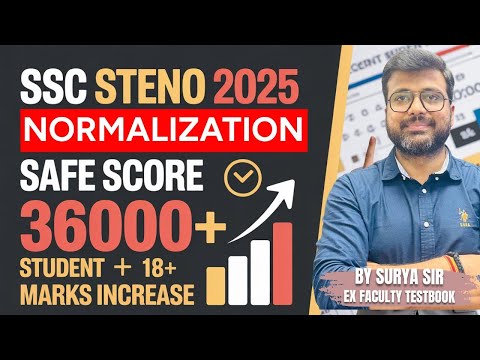 SSC STENO 2025
NORMALIZATION
SAFE SCORE
36000+
STUDENT + 18+
MARKS INCREASE
BY SURYA SIR
EX FACULTY TESTBOOK